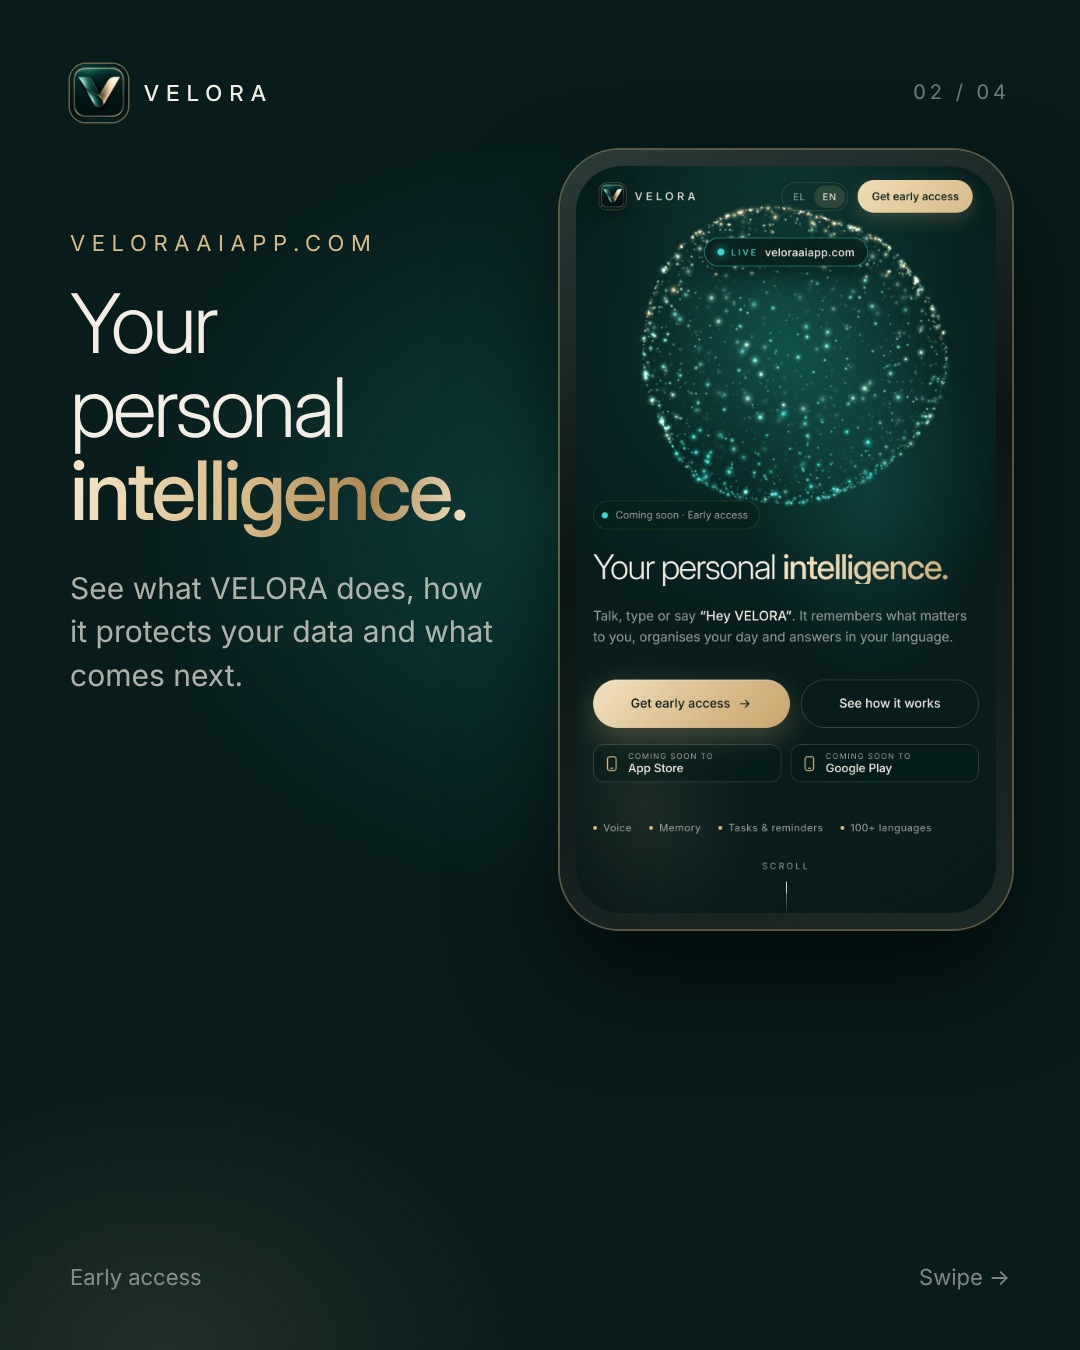 VELORA
02 / 04
VELORAAIAPP.COM
Your
personal
intelligence.
See what VELORA does, how
it protects your data and what
comes next.
VELORA
EL EN
Get early access
LIVE veloraaiapp.com
Coming soon · Early access
Your personal intelligence.
Talk, type or say “Hey VELORA”. It remembers what matters
to you, organises your day and answers in your language.
Get early access →
See how it works
COMING SOON TO
App Store
COMING SOON TO
Google Play
• Voice • Memory • Tasks & reminders • 100+ languages
SCROLL
Early access
Swipe →